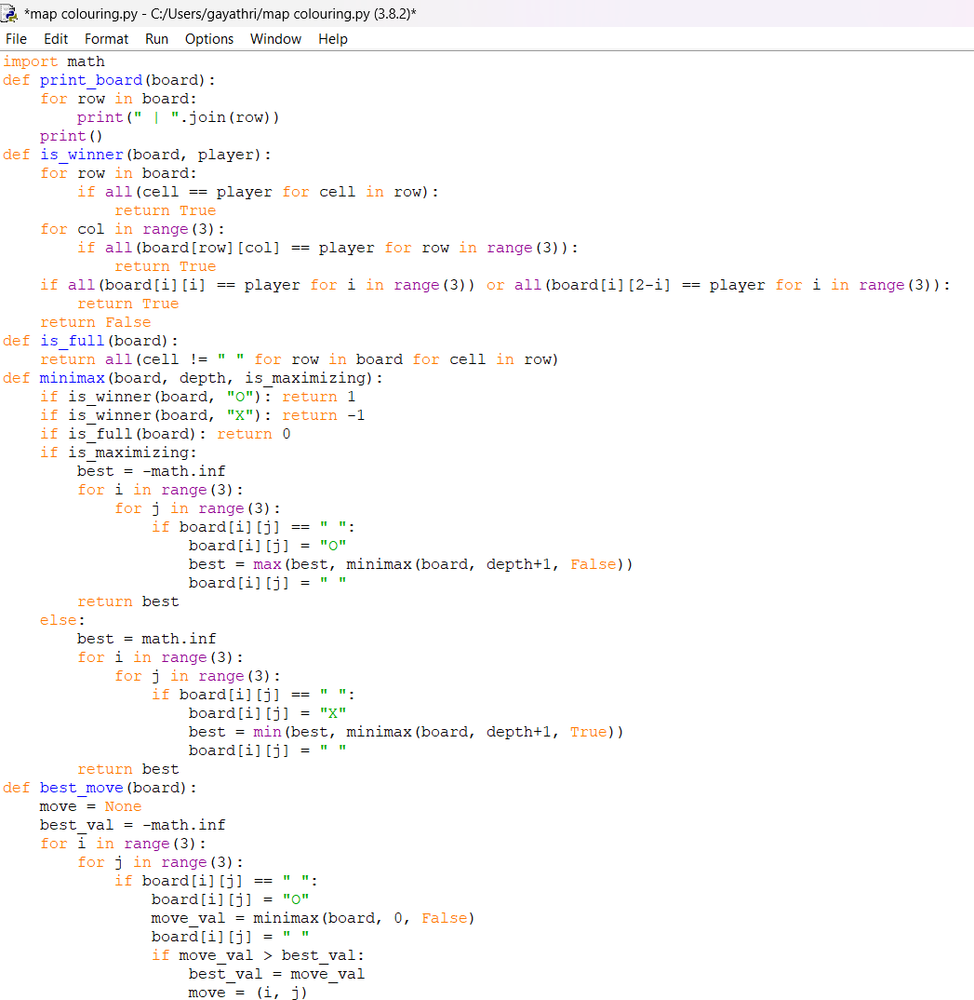 *map colouring.py - C:/Users/gayathri/map colouring.py (3.8.2)*
File Edit Format Run Options Window Help
import math
def print_board(board):
    for row in board:
        print(" | ".join(row))
    print()
def is_winner(board, player):
    for row in board:
        if all(cell == player for cell in row):
            return True
    for col in range(3):
        if all(board[row][col] == player for row in range(3)):
            return True
    if all(board[i][i] == player for i in range(3)) or all(board[i][2-i] == player for i in range(3)):
        return True
    return False
def is_full(board):
    return all(cell != " " for row in board for cell in row)
def minimax(board, depth, is_maximizing):
    if is_winner(board, "O"): return 1
    if is_winner(board, "X"): return -1
    if is_full(board): return 0
    if is_maximizing:
        best = -math.inf
        for i in range(3):
            for j in range(3):
                if board[i][j] == " ":
                    board[i][j] = "O"
                    best = max(best, minimax(board, depth+1, False))
                    board[i][j] = " "
        return best
    else:
        best = math.inf
        for i in range(3):
            for j in range(3):
                if board[i][j] == " ":
                    board[i][j] = "X"
                    best = min(best, minimax(board, depth+1, True))
                    board[i][j] = " "
        return best
def best_move(board):
    move = None
    best_val = -math.inf
    for i in range(3):
        for j in range(3):
            if board[i][j] == " ":
                board[i][j] = "O"
                move_val = minimax(board, 0, False)
                board[i][j] = " "
                if move_val > best_val:
                    best_val = move_val
                    move = (i, j)